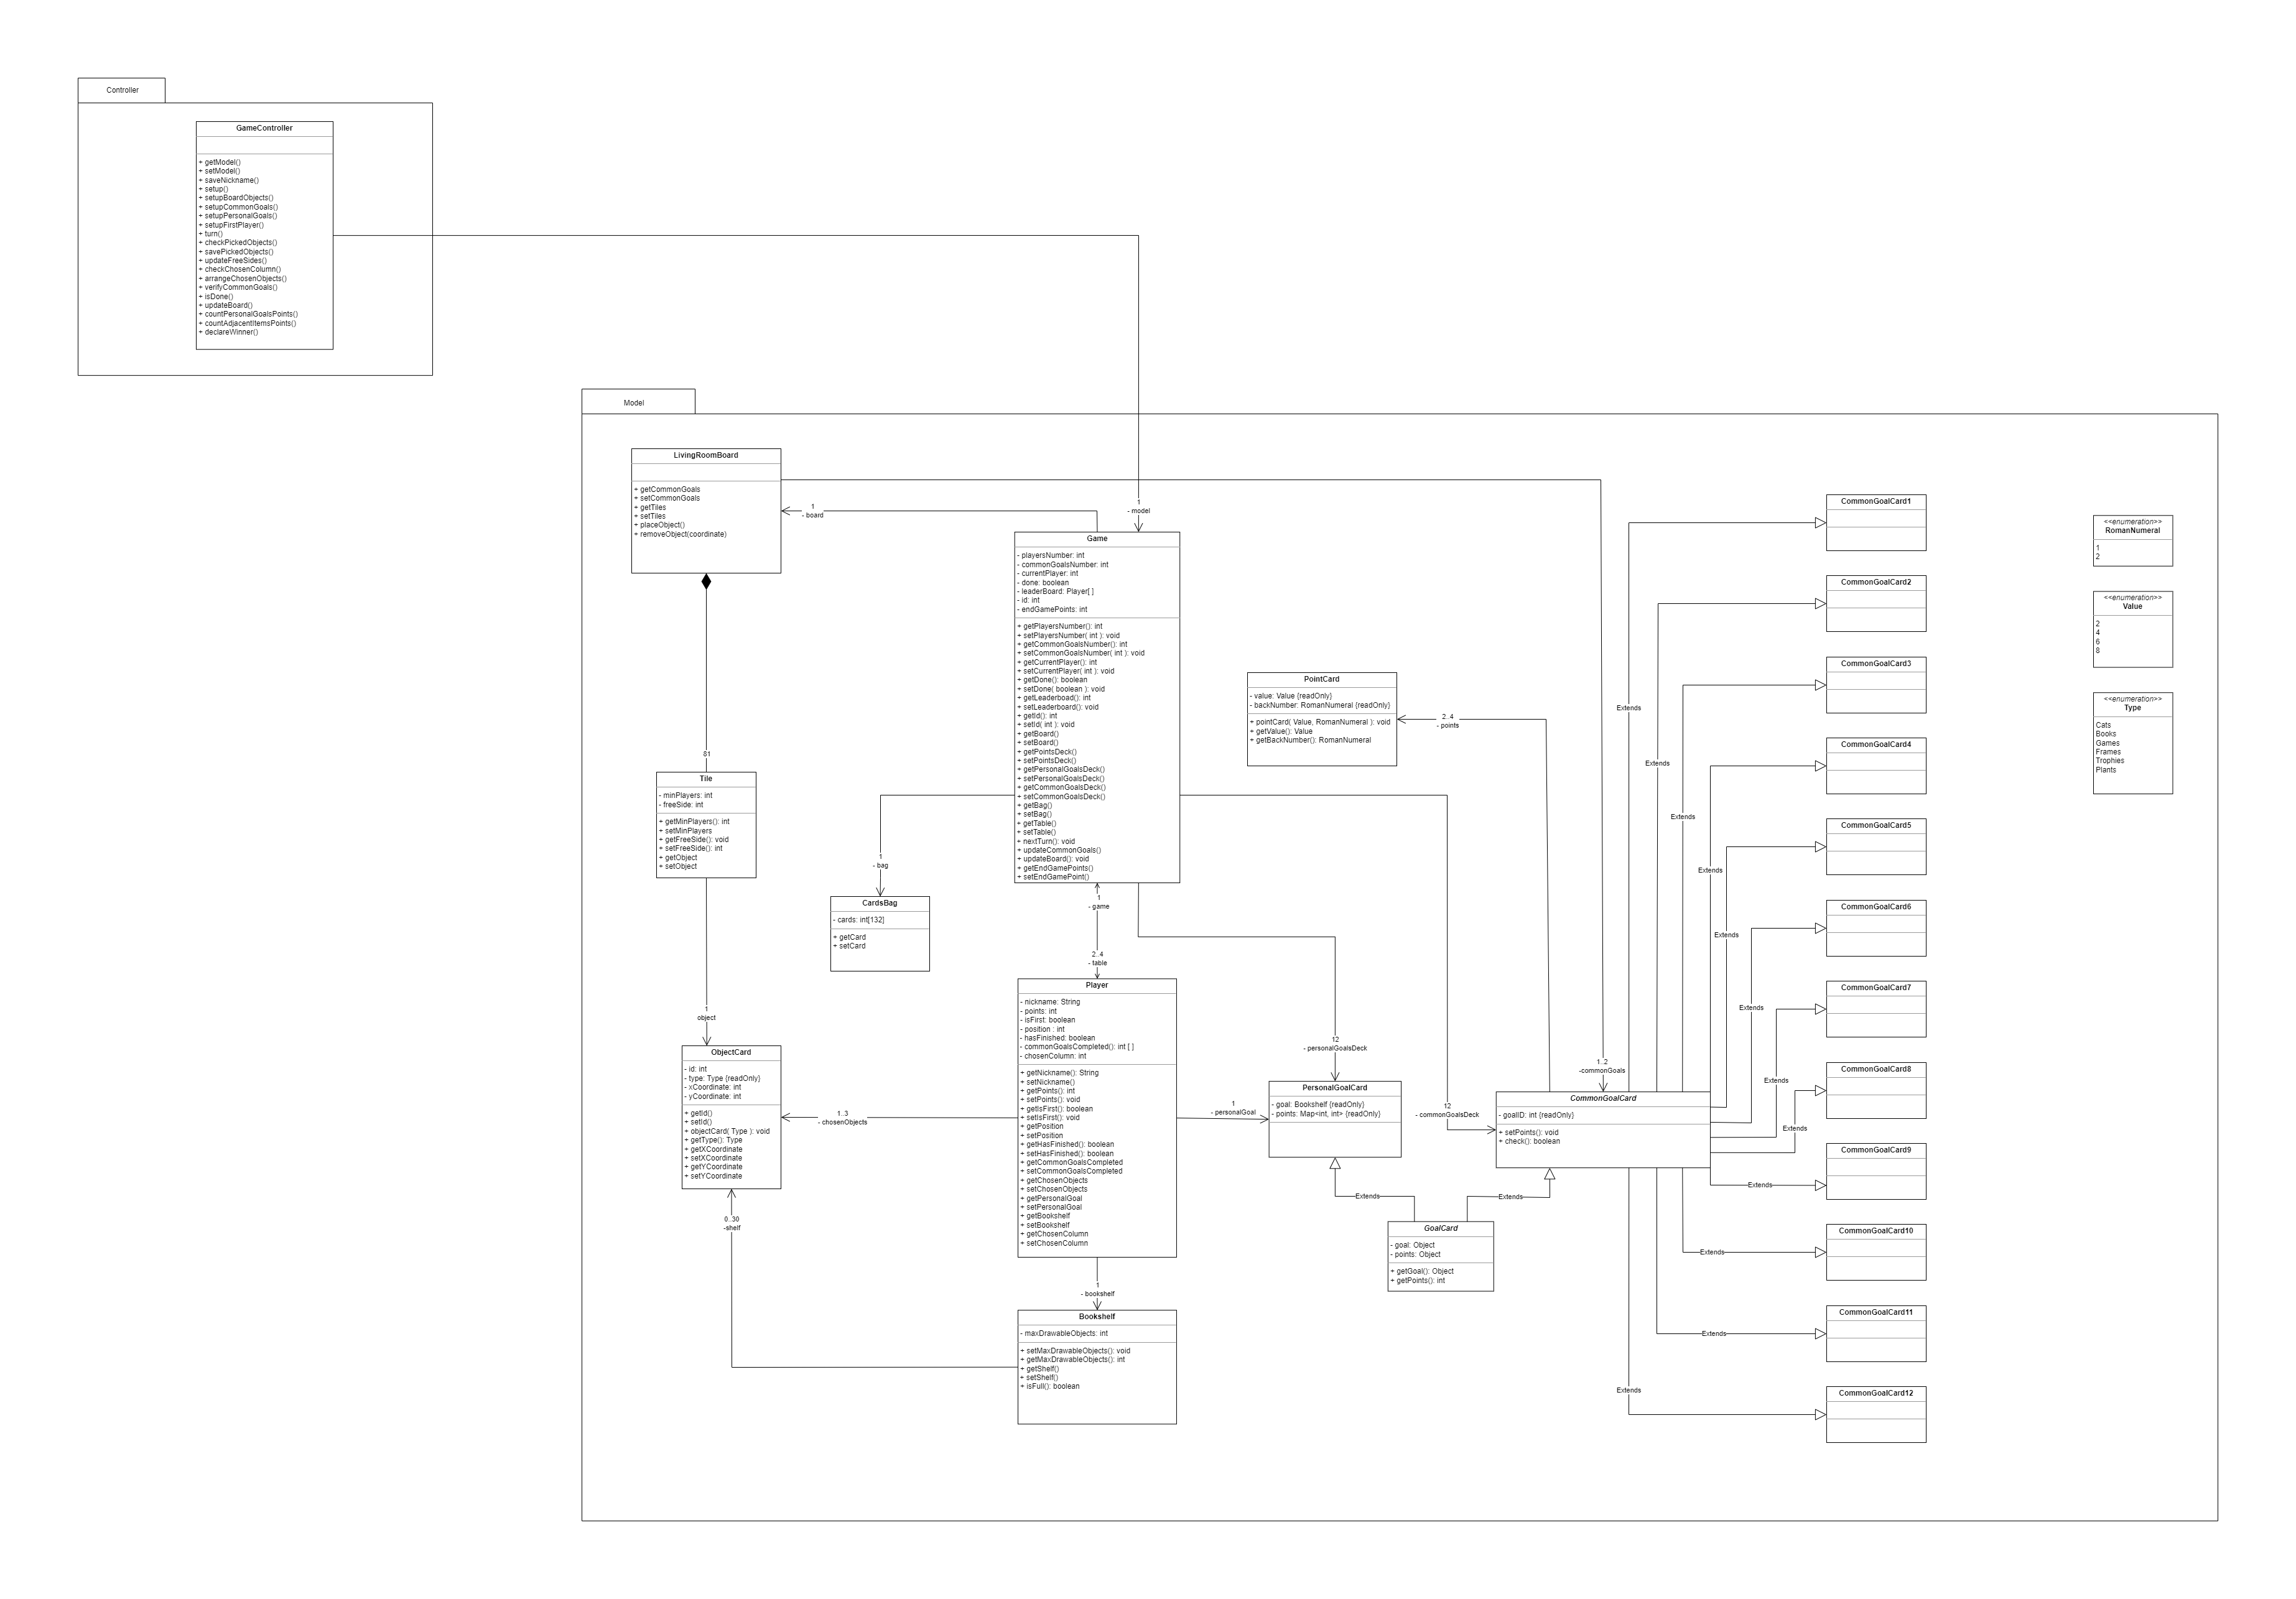 Controller
GameController
+ getModel()
+ setModel()
+ saveNickname()
+ setup()
+ setupBoardObjects()
+ setupCommonGoals()
+ setupPersonalGoals()
+ setupFirstPlayer()
+ turn()
+ checkPickedObjects()
+ savePickedObjects()
+ updateFreeSides()
+ checkChosenColumn()
+ arrangeChosenObjects()
+ verifyCommonGoals()
+ isDone()
+ updateBoard()
+ countPersonalGoalsPoints()
+ countAdjacentItemsPoints()
+ declareWinner()
Model
LivingRoomBoard
+ getCommonGoals
+ setCommonGoals
+ getTiles
+ setTiles
+ placeObject()
+ removeObject(coordinate)
1
- board
1
- model
Game
- playersNumber: int
- commonGoalsNumber: int
- currentPlayer: int
- done: boolean
- leaderBoard: Player[ ]
- id: int
- endGamePoints: int
+ getPlayersNumber(): int
+ setPlayersNumber( int ): void
+ getCommonGoalsNumber(): int
+ setCommonGoalsNumber( int ): void
+ getCurrentPlayer(): int
+ setCurrentPlayer( int ): void
+ getDone(): boolean
+ setDone( boolean ): void
+ getLeaderboard(): int
+ setLeaderboard(): void
+ getId(): int
+ setId( int ): void
+ getBoard()
+ setBoard()
+ getPointsDeck()
+ setPointsDeck()
+ getPersonalGoalsDeck()
+ setPersonalGoalsDeck()
+ getCommonGoalsDeck()
+ setCommonGoalsDeck()
+ getBag()
+ setBag()
+ getTable()
+ setTable()
+ nextTurn(): void
+ updateCommonGoals()
+ updateBoard(): void
+ getEndGamePoints()
+ setEndGamePoint()
81
Tile
- minPlayers: int
- freeSide: int
+ getMinPlayers(): int
+ setMinPlayers
+ getFreeSide(): void
+ setFreeSide(): int
+ getObject
+ setObject
1
- bag
CardsBag
- cards: int[132]
+ getCard
+ setCard
1
- game
2..4
- table
PointCard
- value: Value {readOnly}
- backNumber: RomanNumeral {readOnly}
+ pointCard( Value, RomanNumeral ): void
+ getValue(): Value
+ getBackNumber(): RomanNumeral
2..4
- points
1
object
ObjectCard
- id: int
- type: Type {readOnly}
- xCoordinate: int
- yCoordinate: int
+ getId()
+ setId()
+ objectCard( Type ): void
+ getType(): Type
+ getXCoordinate
+ setXCoordinate
+ getYCoordinate
+ setYCoordinate
1..3
- chosenObjects
0..30
-shelf
Player
- nickname: String
- points: int
- isFirst: boolean
- position : int
- hasFinished: boolean
- commonGoalsCompleted(): int [ ]
- chosenColumn: int
+ getNickname(): String
+ setNickname()
+ getPoints(): int
+ setPoints(): void
+ getIsFirst(): boolean
+ setIsFirst(): void
+ getPosition
+ setPosition
+ getHasFinished(): boolean
+ setHasFinished(): boolean
+ getCommonGoalsCompleted
+ setCommonGoalsCompleted
+ getChosenObjects
+ setChosenObjects
+ getPersonalGoal
+ setPersonalGoal
+ getBookshelf
+ setBookshelf
+ getChosenColumn
+ setChosenColumn
1
- bookshelf
Bookshelf
- maxDrawableObjects: int
+ setMaxDrawableObjects(): void
+ getMaxDrawableObjects(): int
+ getShelf()
+ setShelf()
+ isFull(): boolean
1
- personalGoal
12
- personalGoalsDeck
PersonalGoalCard
- goal: Bookshelf {readOnly}
- points: Map<int, int> {readOnly}
Extends
Extends
GoalCard
- goal: Object
- points: Object
+ getGoal(): Object
+ getPoints(): int
12
- commonGoalsDeck
1..2
-commonGoals
CommonGoalCard
- goalID: int {readOnly}
+ setPoints(): void
+ check(): boolean
Extends
Extends
Extends
Extends
Extends
Extends
Extends
Extends
Extends
Extends
Extends
Extends
CommonGoalCard1
CommonGoalCard2
CommonGoalCard3
CommonGoalCard4
CommonGoalCard5
CommonGoalCard6
CommonGoalCard7
CommonGoalCard8
CommonGoalCard9
CommonGoalCard10
CommonGoalCard11
CommonGoalCard12
<<enumeration>>
RomanNumeral
1
2
<<enumeration>>
Value
2
4
6
8
<<enumeration>>
Type
Cats
Books
Games
Frames
Trophies
Plants